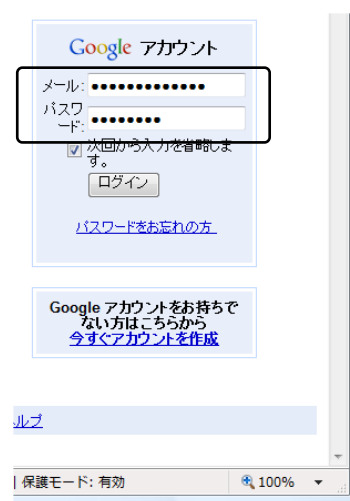 Google アカウント
メール: •••••••••••••
パスワ
ード: ••••••••
次回から入力を省略しま
す。
ログイン
パスワードをお忘れの方
Google アカウントをお持ちで
ない方はこちらから
今すぐアカウントを作成
ヘルプ
保護モード: 有効 100%